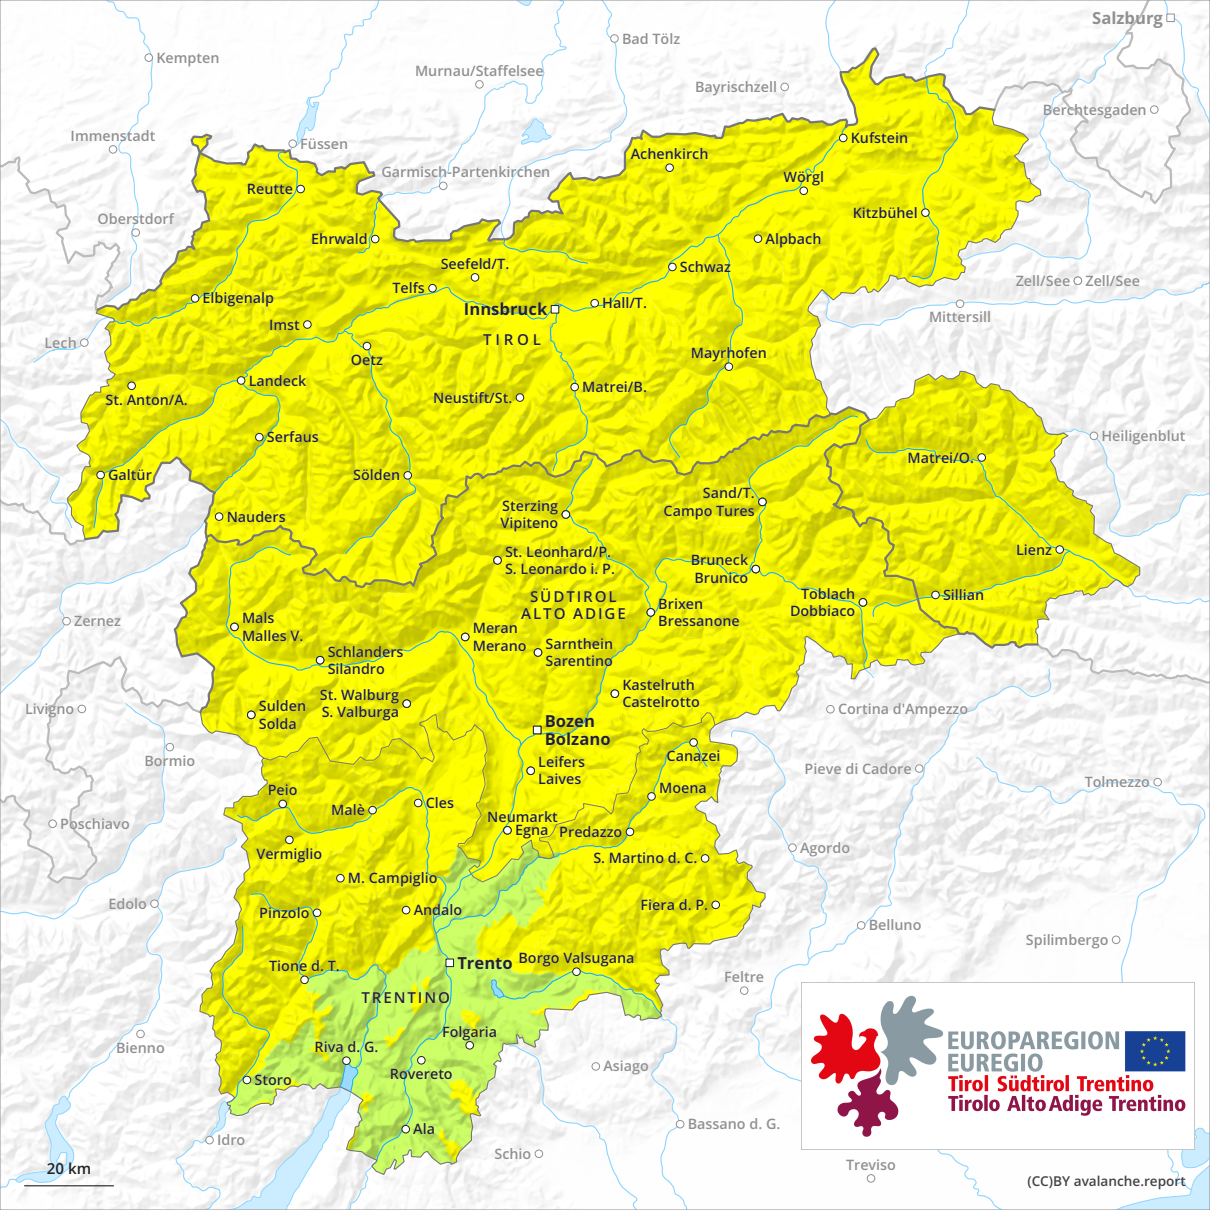 Salzburg
Bad Tölz
Kempten
Murnau/Staffelsee
Bayrischzell
Berchtesgaden
Immenstadt
Füssen
Kufstein
Achenkirch
Garmisch-Partenkirchen
Wörgl
Reutte
Oberstdorf
Kitzbühel
Ehrwald
Alpbach
Seefeld/T.
Schwaz
Zell/See
Zell/See
Telfs
Elbigenalp
Hall/T.
Innsbruck
Mittersill
Imst
TIROL
Lech
Oetz
Mayrhofen
Landeck
Matrei/B.
St. Anton/A.
Neustift/St.
Serfaus
Heiligenblut
Matrei/O.
Galtür
Sölden
Sand/T.
Campo Tures
Sterzing
Vipiteno
Nauders
Lienz
St. Leonhard/P.
S. Leonardo i. P.
Bruneck
Brunico
SÜDTIROL
ALTO ADIGE
Toblach
Dobbiaco
Sillian
Brixen
Bressanone
Zernez
Mals
Malles V.
Meran
Merano
Sarnthein
Sarentino
Schlanders
Silandro
Kastelruth
Castelrotto
St. Walburg
S. Valburga
Livigno
Sulden
Solda
Cortina d'Ampezzo
Bozen
Bolzano
Bormio
Canazei
Leifers
Laives
Pieve di Cadore
Tolmezzo
Peio
Moena
Malè
Cles
Neumarkt
Egna
Predazzo
Poschiavo
Vermiglio
Agordo
S. Martino d. C.
M. Campiglio
Edolo
Pinzolo
Andalo
Fiera d. P.
Belluno
Spilimbergo
Trento
Borgo Valsugana
Tione d. T.
Feltre
TRENTINO
Folgaria
Bienno
Riva d. G.
Rovereto
Asiago
Storo
Ala
Bassano d. G.
Idro
Schio
Treviso
EUROPAREGION
EUREGIO
Tirol Südtirol Trentino
Tirolo Alto Adige Trentino
20 km
(CC)BY avalanche.report